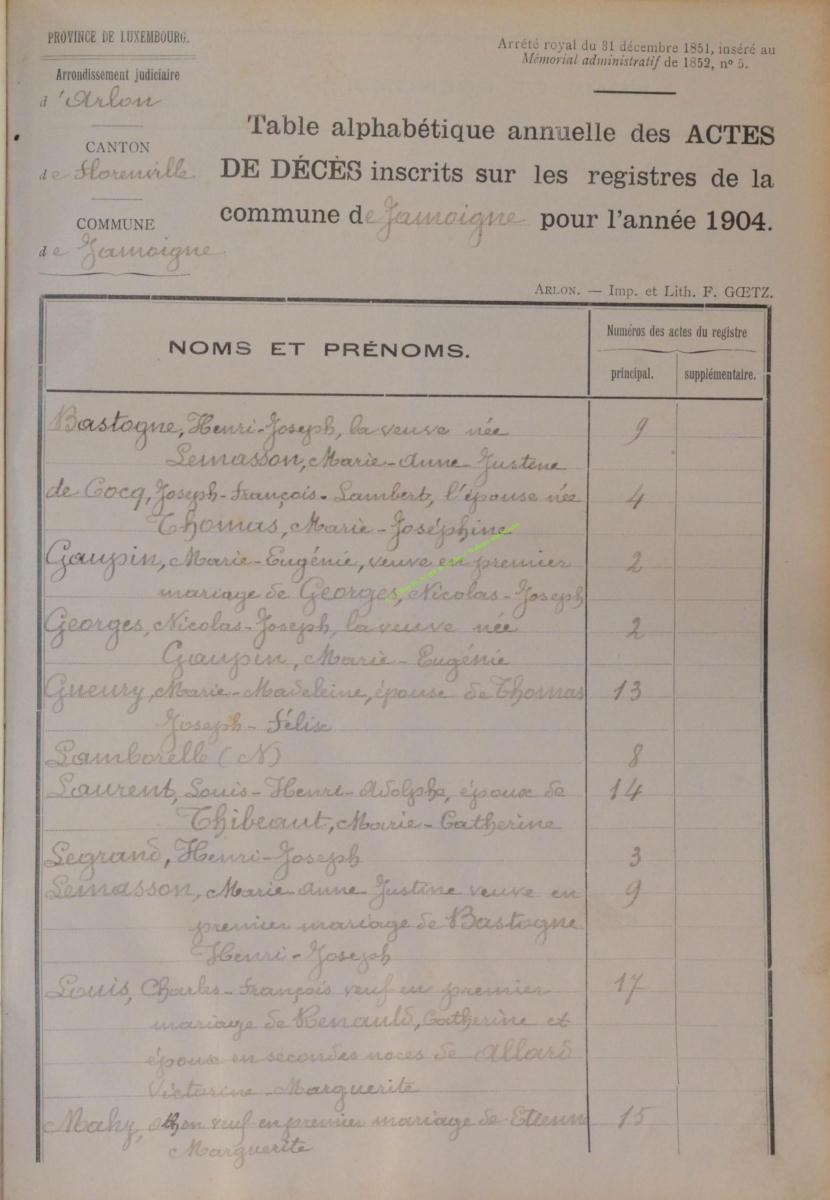 PROVINCE DE LUXEMBOURG.
Arrondissement judiciaire
d'Arlon
CANTON
de Florenville
COMMUNE
de Jamoigne
Arrêté royal du 31 décembre 1851, inséré au
Mémorial administratif de 1852, n° 5.
Table alphabétique annuelle des ACTES
DE DÉCÈS inscrits sur les registres de la
commune de Jamoigne pour l'année 1904.
ARLON. — Imp. et Lith. F. GŒTZ.
NOMS ET PRÉNOMS.
Numéros des actes du registre
principal. supplémentaire.
Bastogne, Henri-Joseph, la veuve née 9
Lemasson, Marie-Anne-Justine
de Cocq, Joseph-François-Lambert, l'épouse née 4
Thomas, Marie-Joséphine
Gaupin, Marie-Eugénie, veuve en premier 2
mariage de Georges, Nicolas-Joseph
Georges, Nicolas-Joseph, la veuve née 2
Gaupin, Marie-Eugénie
Gueury, Marie-Madeleine, épouse de Thomas 13
Joseph-Félix
Lamborelle (N) 8
Laurent, Louis-Henri-Adolphe, époux de 14
Thibeaut, Marie-Catherine
Legrand, Henri-Joseph 3
Lemasson, Marie-Anne-Justine veuve en 9
premier mariage de Bastogne
Henri-Joseph
Louis, Charles-François veuf en premier 17
mariage de Renauld, Catherine et
époux en secondes noces de Allard
Victorine-Marguerite
Mahy, veuf en premier mariage de Etienne 15
Marguerite